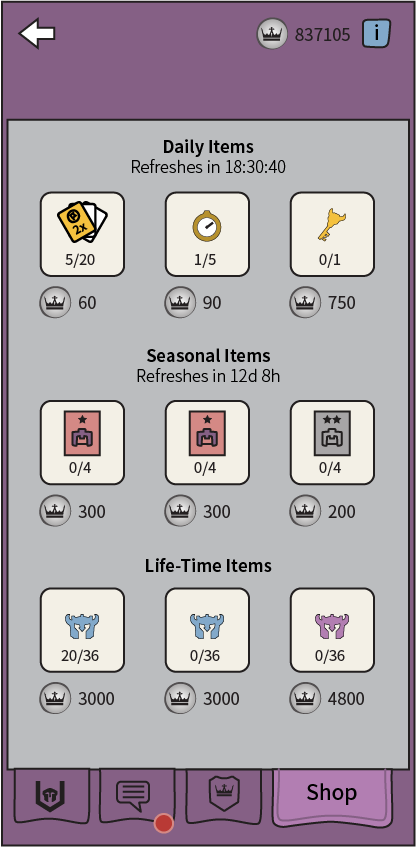 837105 i
Daily Items
Refreshes in 18:30:40
2x
5/20 1/5 0/1
60 90 750
Seasonal Items
Refreshes in 12d 8h
0/4 0/4 0/4
300 300 200
Life-Time Items
20/36 0/36 0/36
3000 3000 4800
Shop